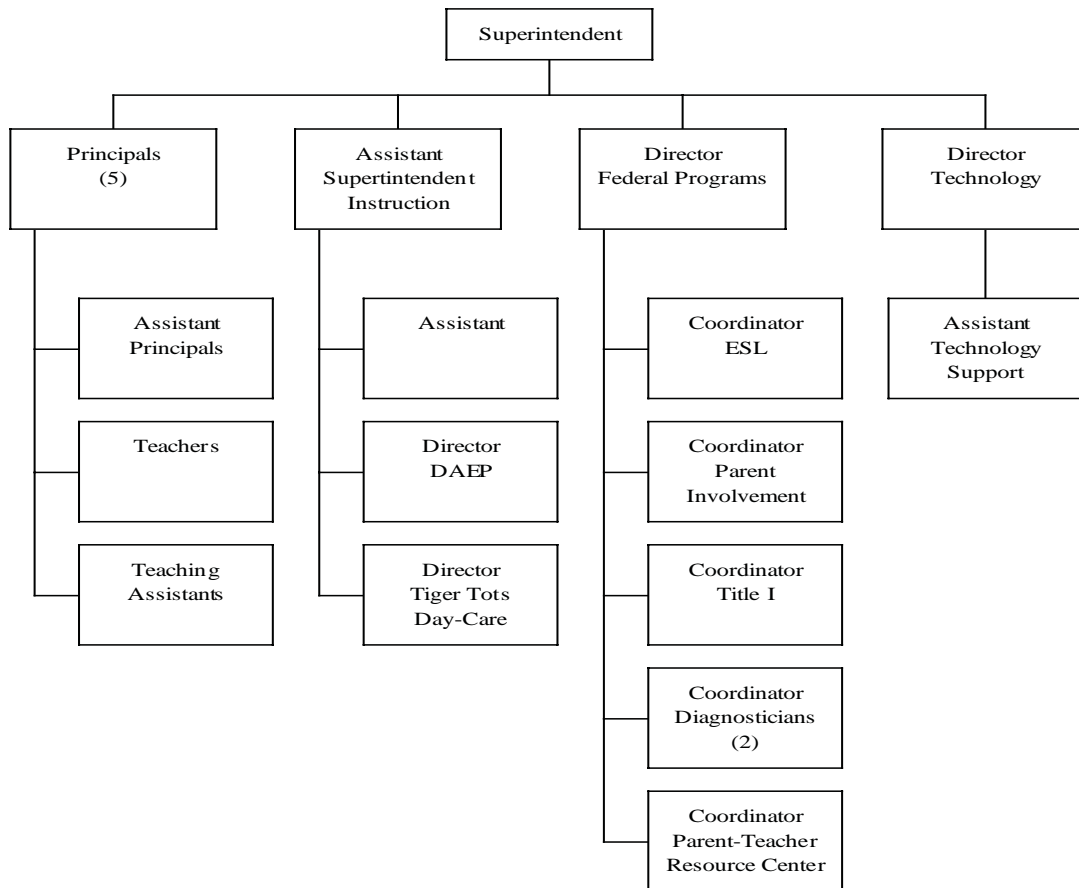 Superintendent
Principals
(5)
Assistant
Supertintendent
Instruction
Director
Federal Programs
Director
Technology
Assistant
Principals
Assistant
Coordinator
ESL
Assistant
Technology
Support
Teachers
Director
DAEP
Coordinator
Parent
Involvement
Teaching
Assistants
Director
Tiger Tots
Day-Care
Coordinator
Title I
Coordinator
Diagnosticians
(2)
Coordinator
Parent-Teacher
Resource Center